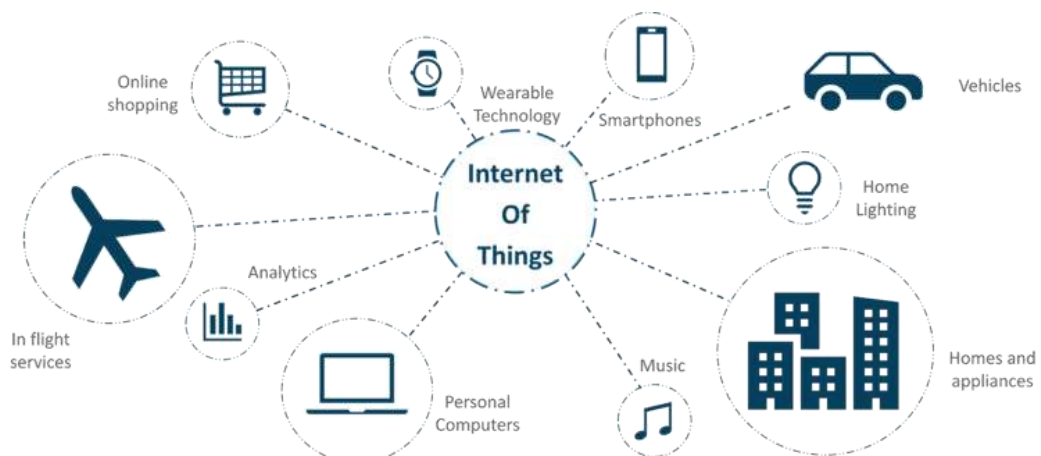 Online
shopping
Wearable
Technology
Smartphones
Vehicles
Internet
Of
Things
Home
Lighting
In flight
services
Analytics
Personal
Computers
Music
Homes and
appliances